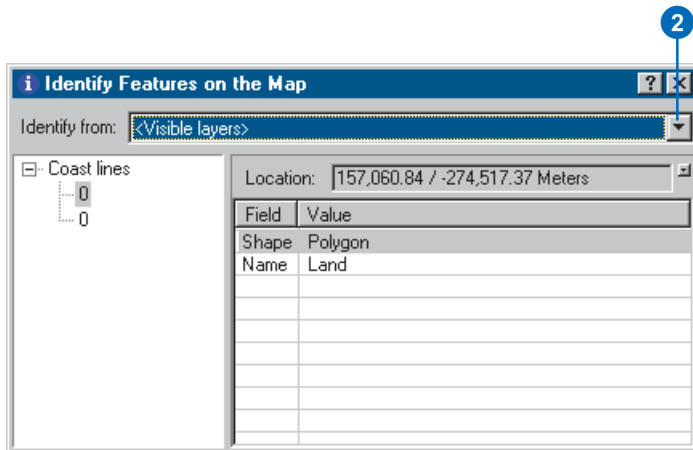 2
Identify Features on the Map
Identify from: <Visible layers>
Coast lines
0
0
Location: 157,060.84 / -274,517.37 Meters
Field Value
Shape Polygon
Name Land